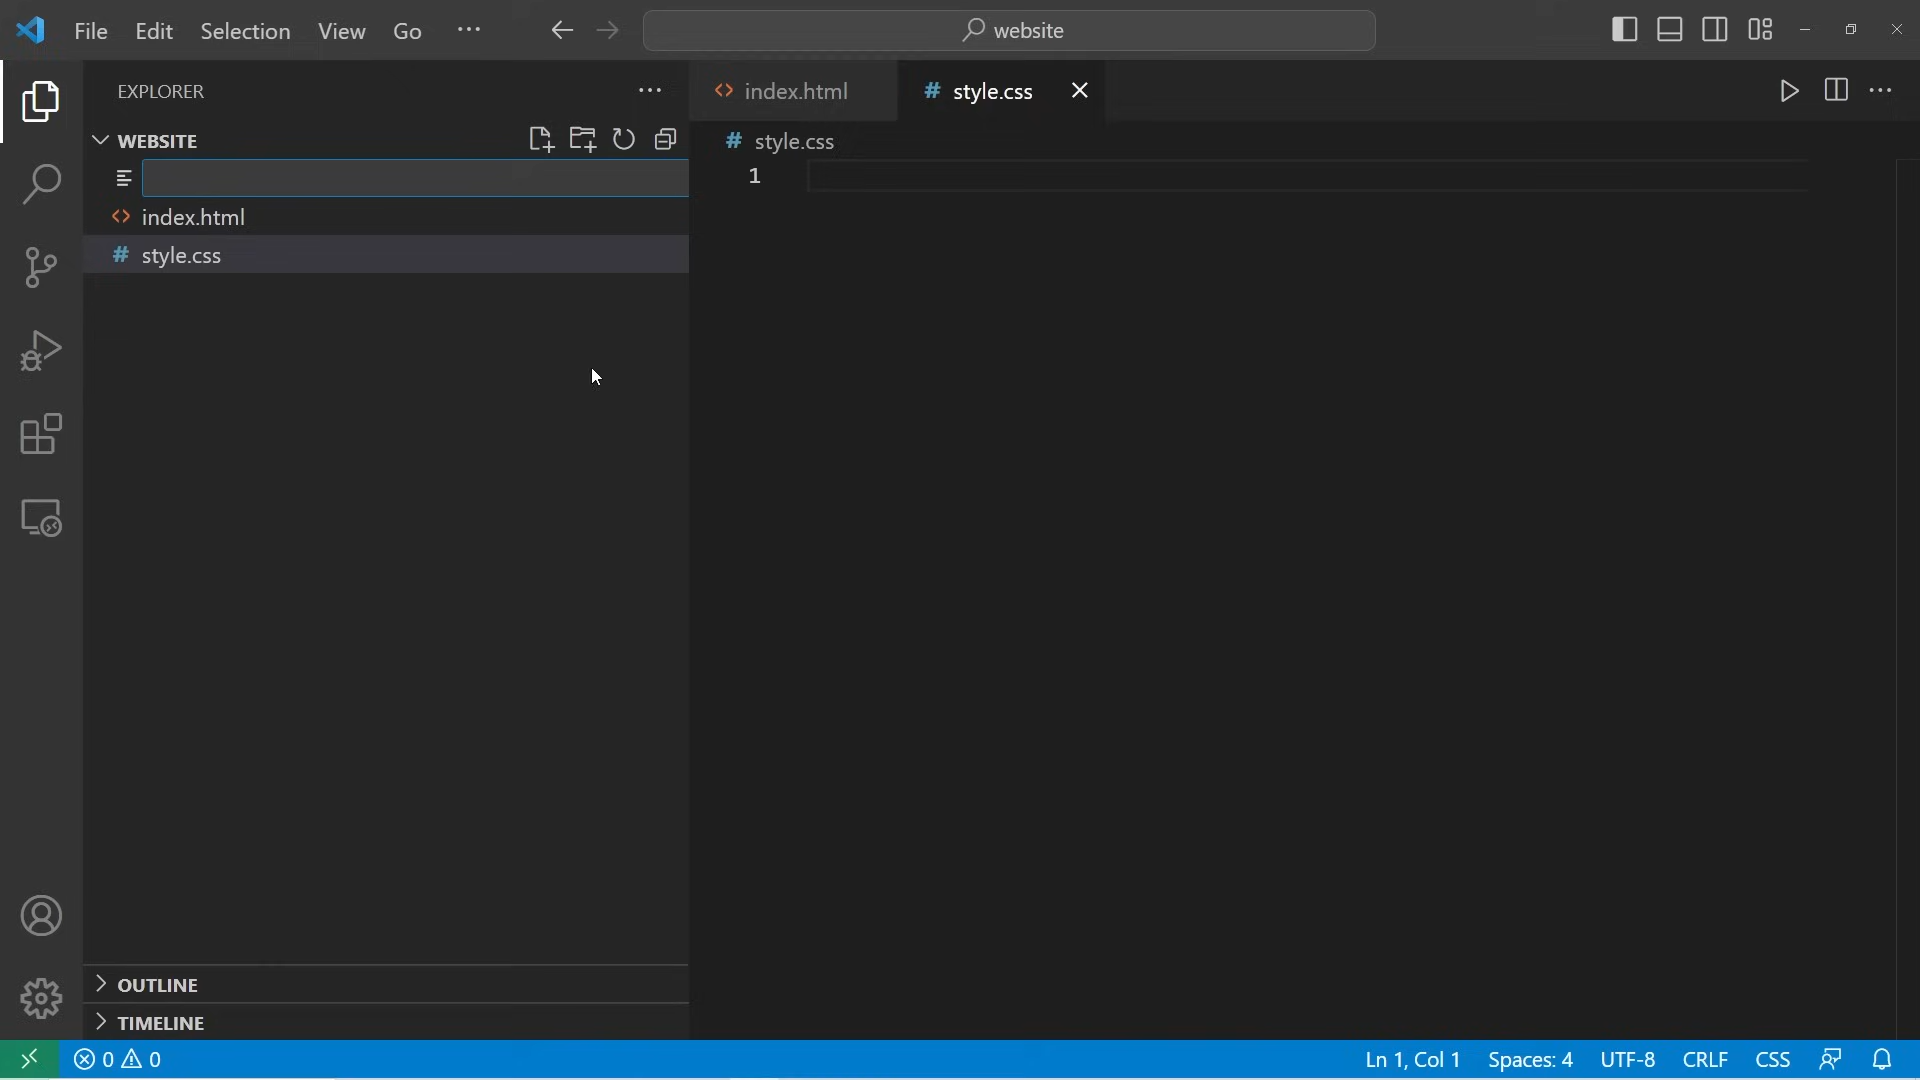 File Edit Selection View Go ··· website
EXPLORER
index.html
style.css
WEBSITE
style.css
1
index.html
style.css
OUTLINE
TIMELINE
0 0 Ln 1, Col 1 Spaces: 4 UTF-8 CRLF CSS